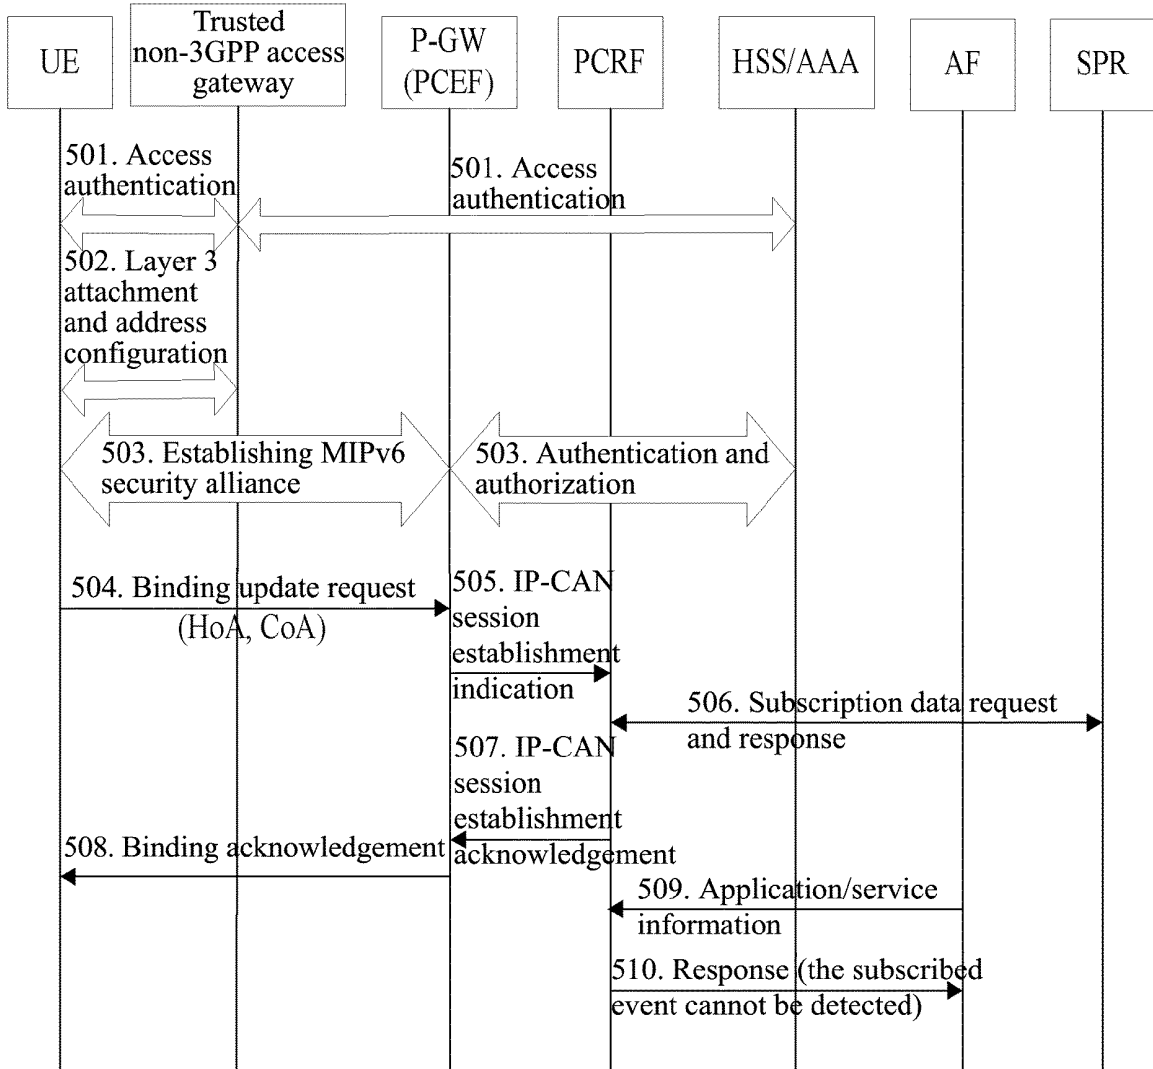 UE
Trusted
non-3GPP access
gateway
P-GW
(PCEF)
PCRF
HSS/AAA
AF
SPR
501. Access
authentication
501. Access
authentication
502. Layer 3
attachment
and address
configuration
503. Establishing MIPv6
security alliance
503. Authentication and
authorization
504. Binding update request
(HoA, CoA)
505. IP-CAN
session
establishment
indication
506. Subscription data request
and response
507. IP-CAN
session
establishment
acknowledgement
508. Binding acknowledgement
509. Application/service
information
510. Response (the subscribed
event cannot be detected)